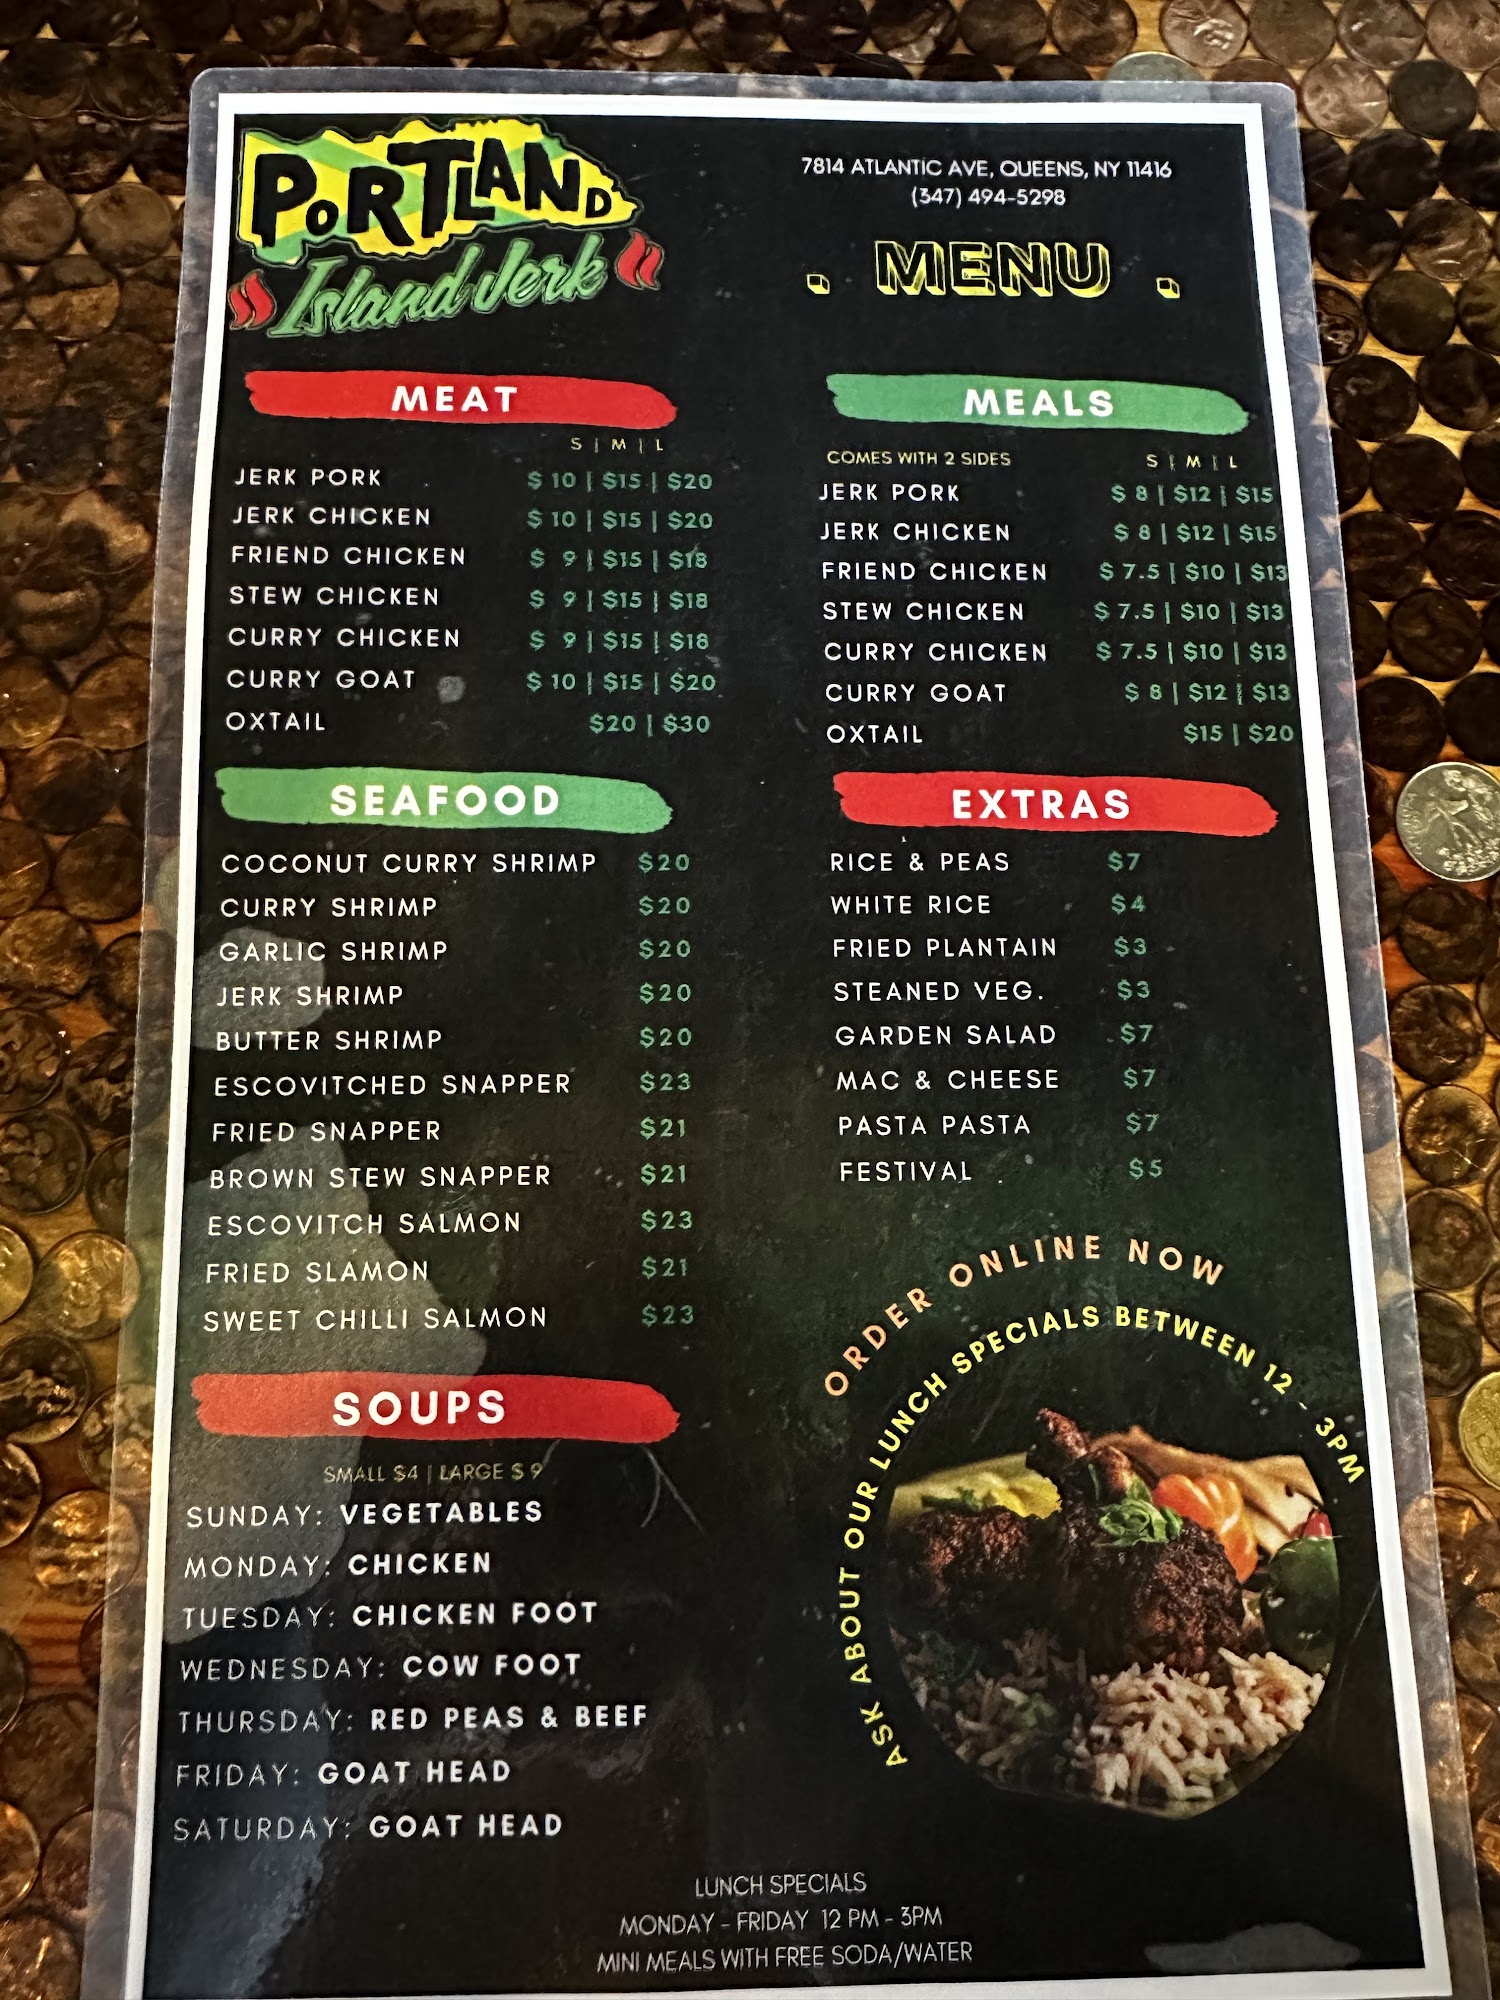 PORTLAND
Island Jerk
7814 ATLANTIC AVE, QUEENS, NY 11416
(347) 494-5298
. MENU .
MEAT
S | M | L
JERK PORK $ 10 | $15 | $20
JERK CHICKEN $ 10 | $15 | $20
FRIEND CHICKEN $ 9 | $15 | $18
STEW CHICKEN $ 9 | $15 | $18
CURRY CHICKEN $ 9 | $15 | $18
CURRY GOAT $ 10 | $15 | $20
OXTAIL $20 | $30
MEALS
COMES WITH 2 SIDES S | M | L
JERK PORK $ 8 | $12 | $15
JERK CHICKEN $ 8 | $12 | $15
FRIEND CHICKEN $ 7.5 | $10 | $13
STEW CHICKEN $ 7.5 | $10 | $13
CURRY CHICKEN $ 7.5 | $10 | $13
CURRY GOAT $ 8 | $12 | $13
OXTAIL $15 | $20
SEAFOOD
COCONUT CURRY SHRIMP $20
CURRY SHRIMP $20
GARLIC SHRIMP $20
JERK SHRIMP $20
BUTTER SHRIMP $20
ESCOVITCHED SNAPPER $23
FRIED SNAPPER $21
BROWN STEW SNAPPER $21
ESCOVITCH SALMON $23
FRIED SLAMON $21
SWEET CHILLI SALMON $23
EXTRAS
RICE & PEAS $7
WHITE RICE $4
FRIED PLANTAIN $3
STEANED VEG. $3
GARDEN SALAD $7
MAC & CHEESE $7
PASTA PASTA $7
FESTIVAL $5
SOUPS
SMALL $4 | LARGE $ 9
SUNDAY: VEGETABLES
MONDAY: CHICKEN
TUESDAY: CHICKEN FOOT
WEDNESDAY: COW FOOT
THURSDAY: RED PEAS & BEEF
FRIDAY: GOAT HEAD
SATURDAY: GOAT HEAD
ORDER ONLINE NOW
ASK ABOUT OUR LUNCH SPECIALS BETWEEN 12 - 3PM
LUNCH SPECIALS
MONDAY - FRIDAY 12 PM - 3PM
MINI MEALS WITH FREE SODA/WATER